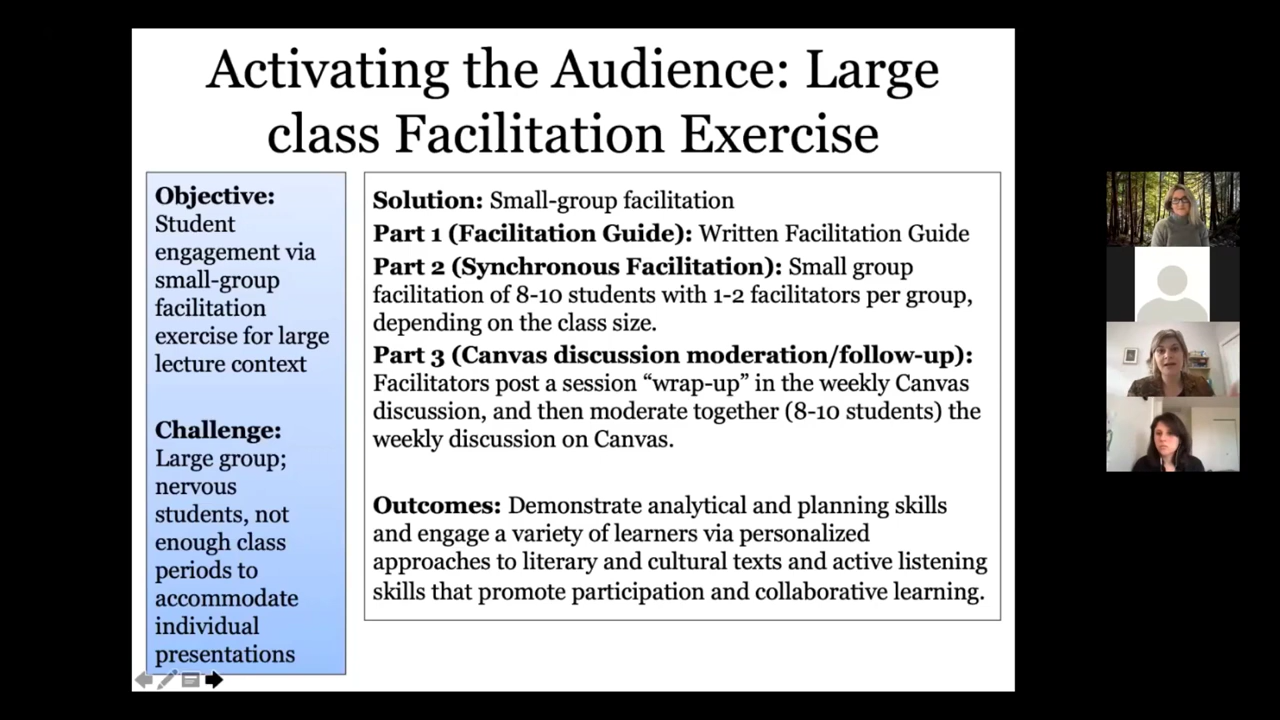 Activating the Audience: Large
class Facilitation Exercise
Objective:
Student
engagement via
small-group
facilitation
exercise for large
lecture context
Challenge:
Large group;
nervous
students, not
enough class
periods to
accommodate
individual
presentations
Solution: Small-group facilitation
Part 1 (Facilitation Guide): Written Facilitation Guide
Part 2 (Synchronous Facilitation): Small group
facilitation of 8-10 students with 1-2 facilitators per group,
depending on the class size.
Part 3 (Canvas discussion moderation/follow-up):
Facilitators post a session “wrap-up” in the weekly Canvas
discussion, and then moderate together (8-10 students) the
weekly discussion on Canvas.
Outcomes: Demonstrate analytical and planning skills
and engage a variety of learners via personalized
approaches to literary and cultural texts and active listening
skills that promote participation and collaborative learning.